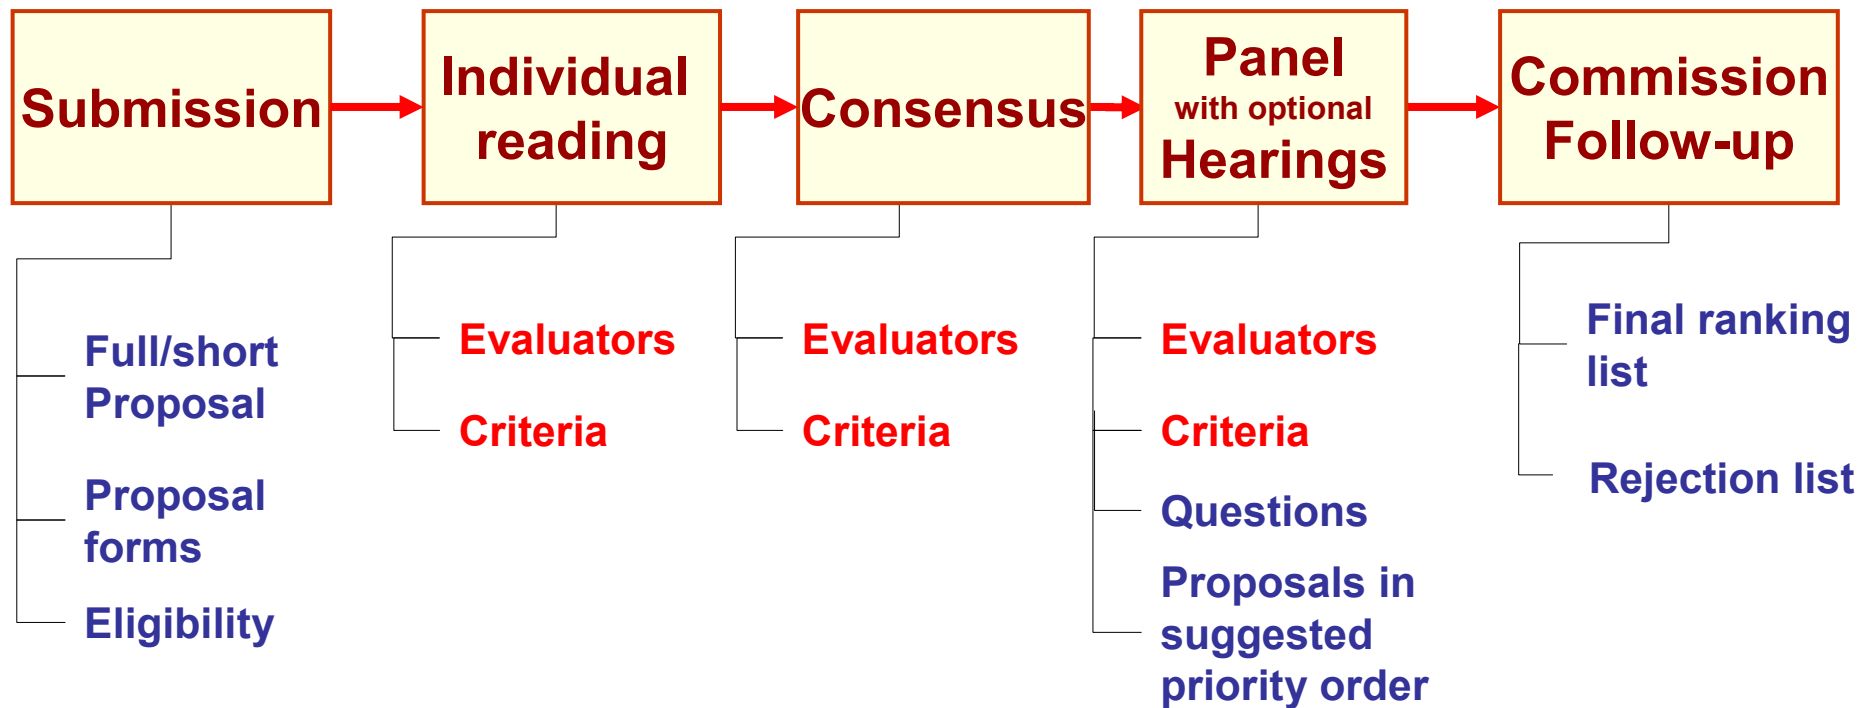 Submission
Individual
reading
Consensus
Panel
with optional
Hearings
Commission
Follow-up
Full/short
Proposal
Proposal
forms
Eligibility
Evaluators
Criteria
Evaluators
Criteria
Evaluators
Criteria
Questions
Proposals in
suggested
priority order
Final ranking
list
Rejection list